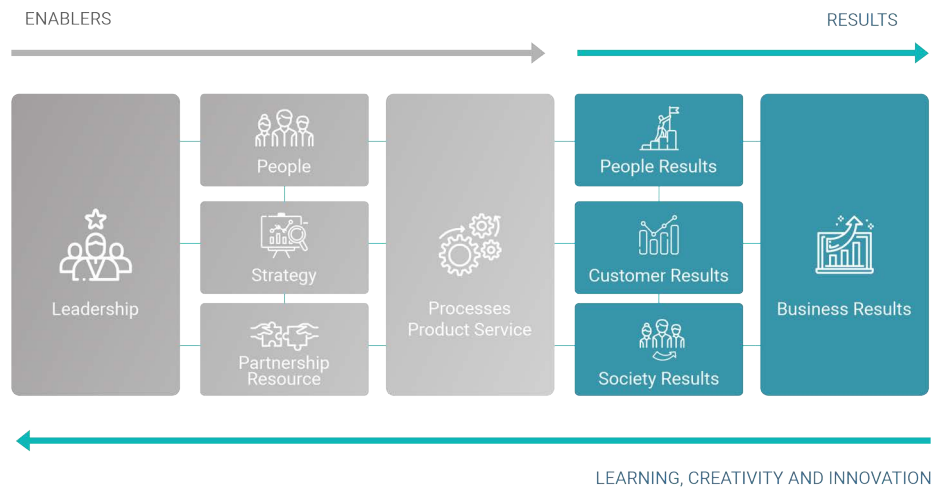 ENABLERS
RESULTS
Leadership
People
Strategy
Partnership
Resource
Processes
Product Service
People Results
Customer Results
Society Results
Business Results
LEARNING, CREATIVITY AND INNOVATION